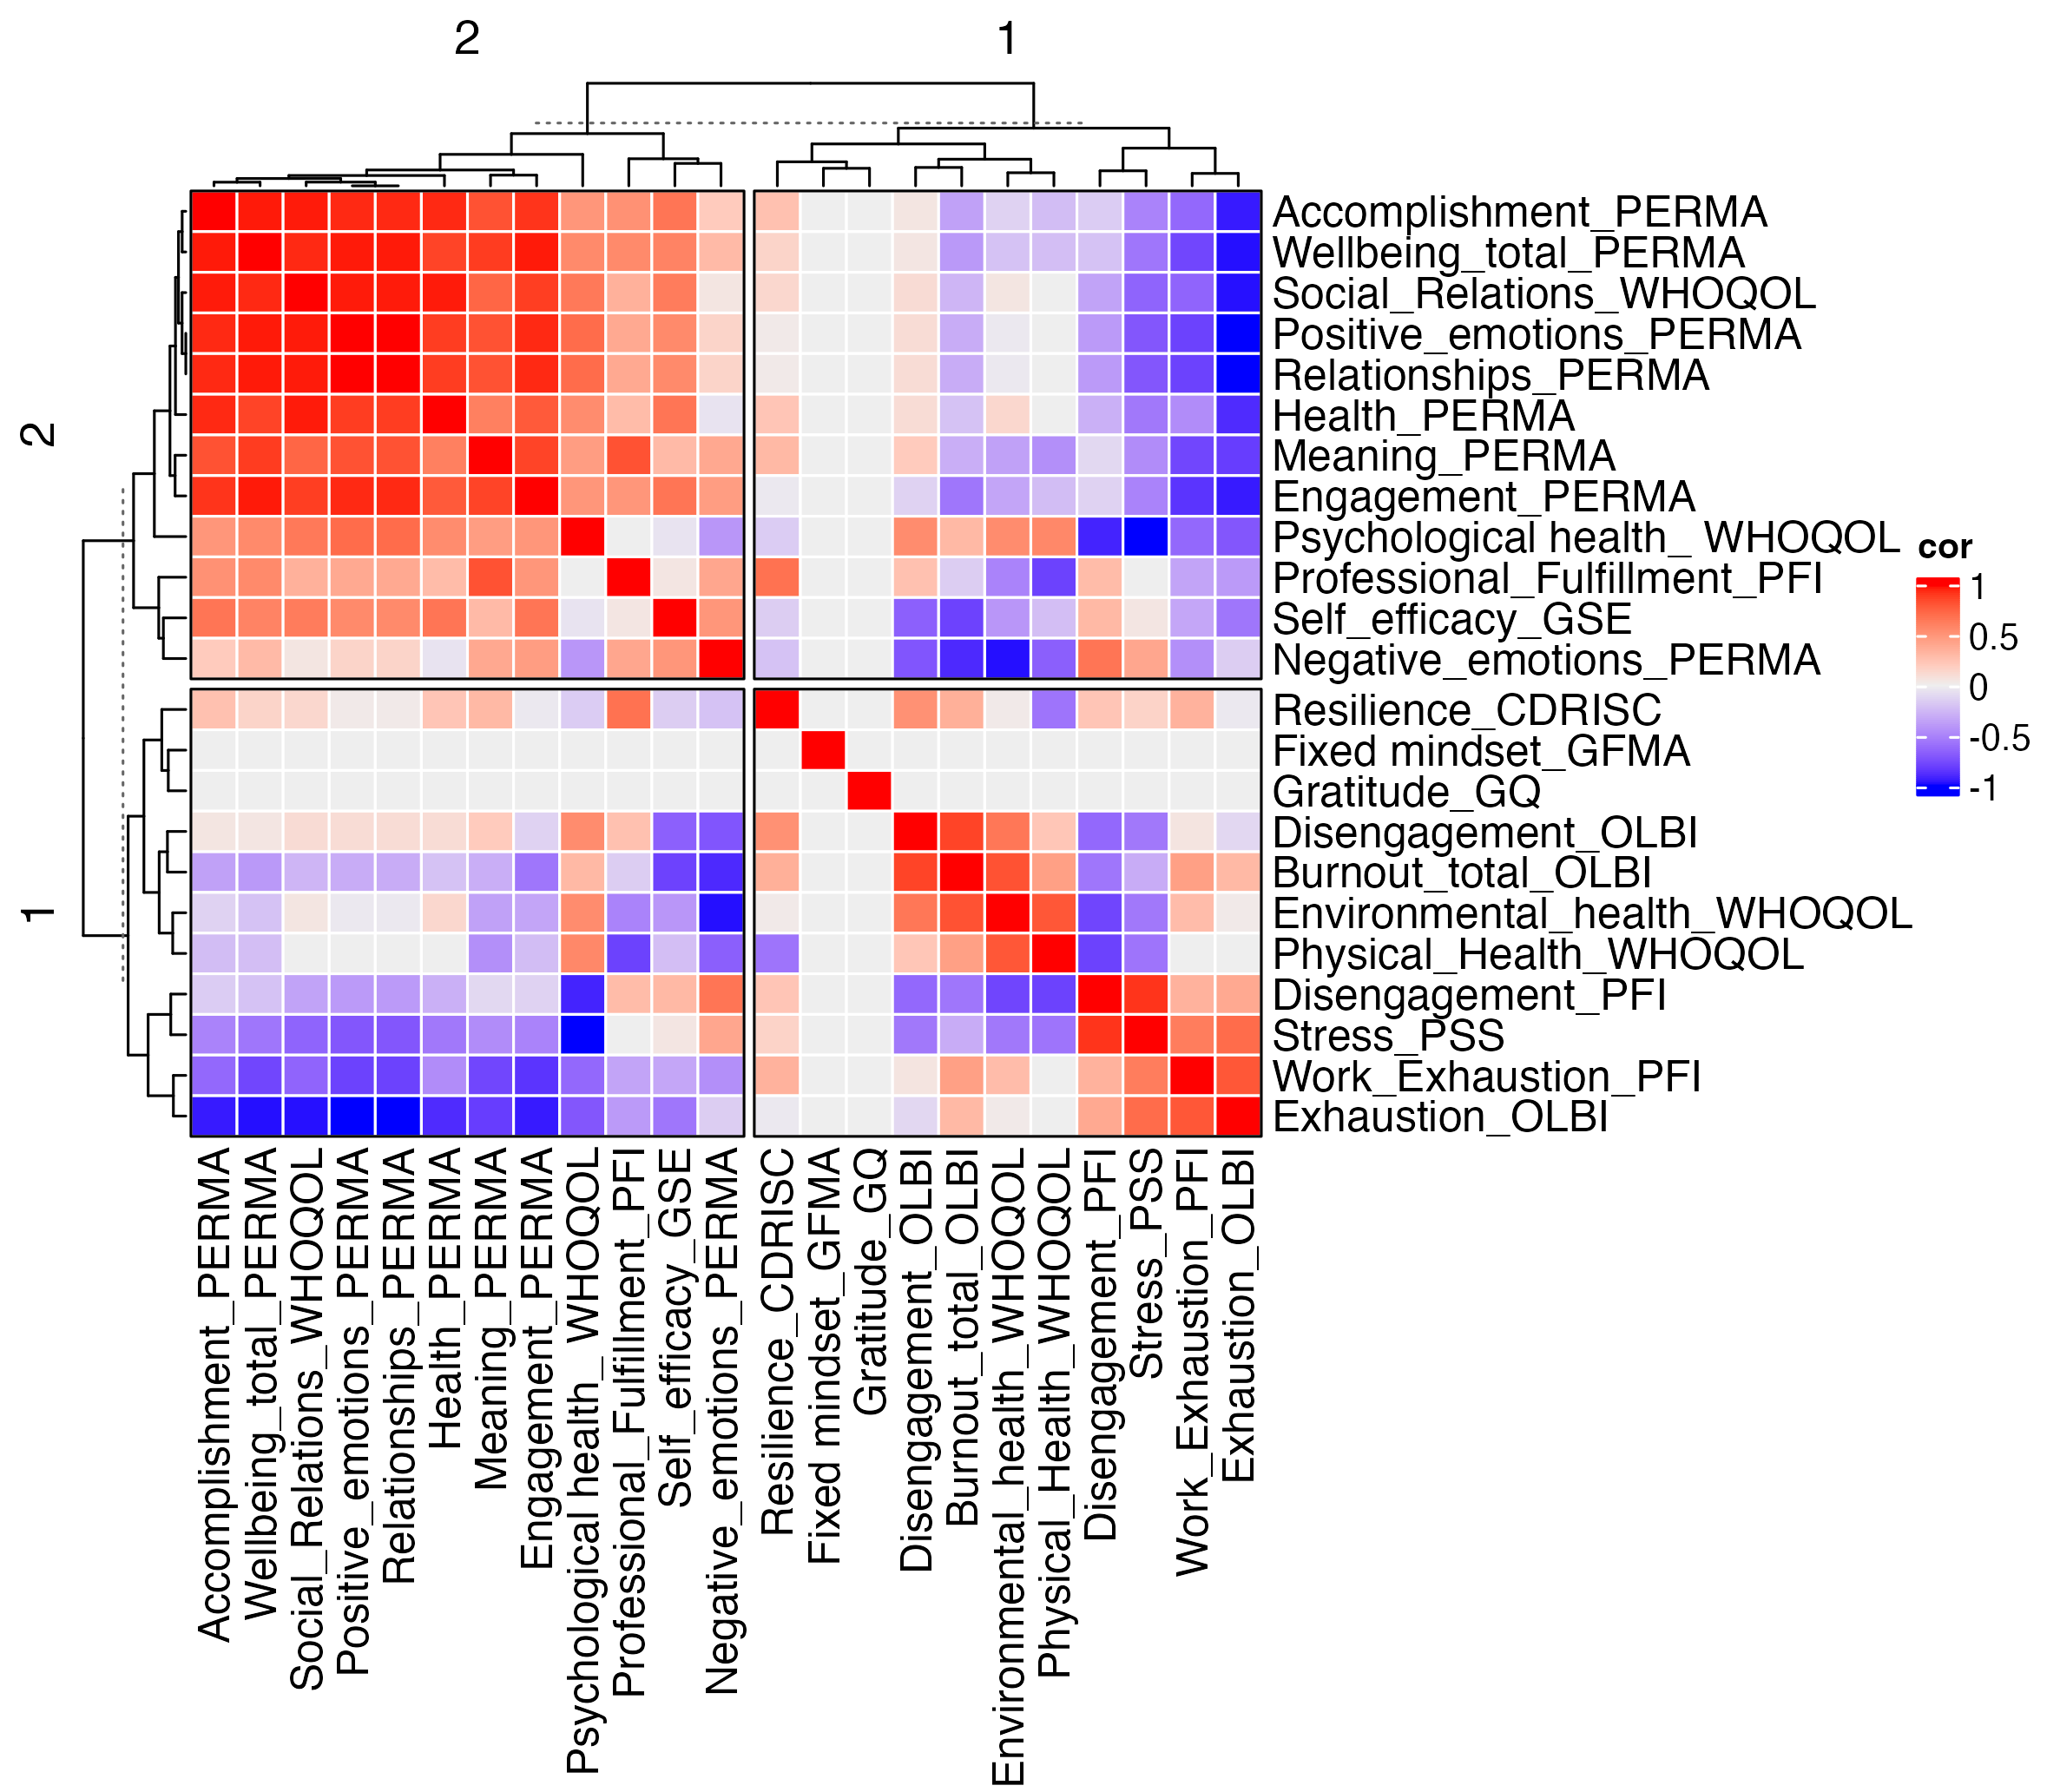 2
1
2
1
Accomplishment_PERMA
Wellbeing_total_PERMA
Social_Relations_WHOQOL
Positive_emotions_PERMA
Relationships_PERMA
Health_PERMA
Meaning_PERMA
Engagement_PERMA
Psychological health_ WHOQOL
Professional_Fulfillment_PFI
Self_efficacy_GSE
Negative_emotions_PERMA
Resilience_CDRISC
Fixed mindset_GFMA
Gratitude_GQ
Disengagement_OLBI
Burnout_total_OLBI
Environmental_health_WHOQOL
Physical_Health_WHOQOL
Disengagement_PFI
Stress_PSS
Work_Exhaustion_PFI
Exhaustion_OLBI
cor
1
0.5
0
-0.5
-1
Accomplishment_PERMA
Wellbeing_total_PERMA
Social_Relations_WHOQOL
Positive_emotions_PERMA
Relationships_PERMA
Health_PERMA
Meaning_PERMA
Engagement_PERMA
Psychological health_ WHOQOL
Professional_Fulfillment_PFI
Self_efficacy_GSE
Negative_emotions_PERMA
Resilience_CDRISC
Fixed mindset_GFMA
Gratitude_GQ
Disengagement_OLBI
Burnout_total_OLBI
Environmental_health_WHOQOL
Physical_Health_WHOQOL
Disengagement_PFI
Stress_PSS
Work_Exhaustion_PFI
Exhaustion_OLBI